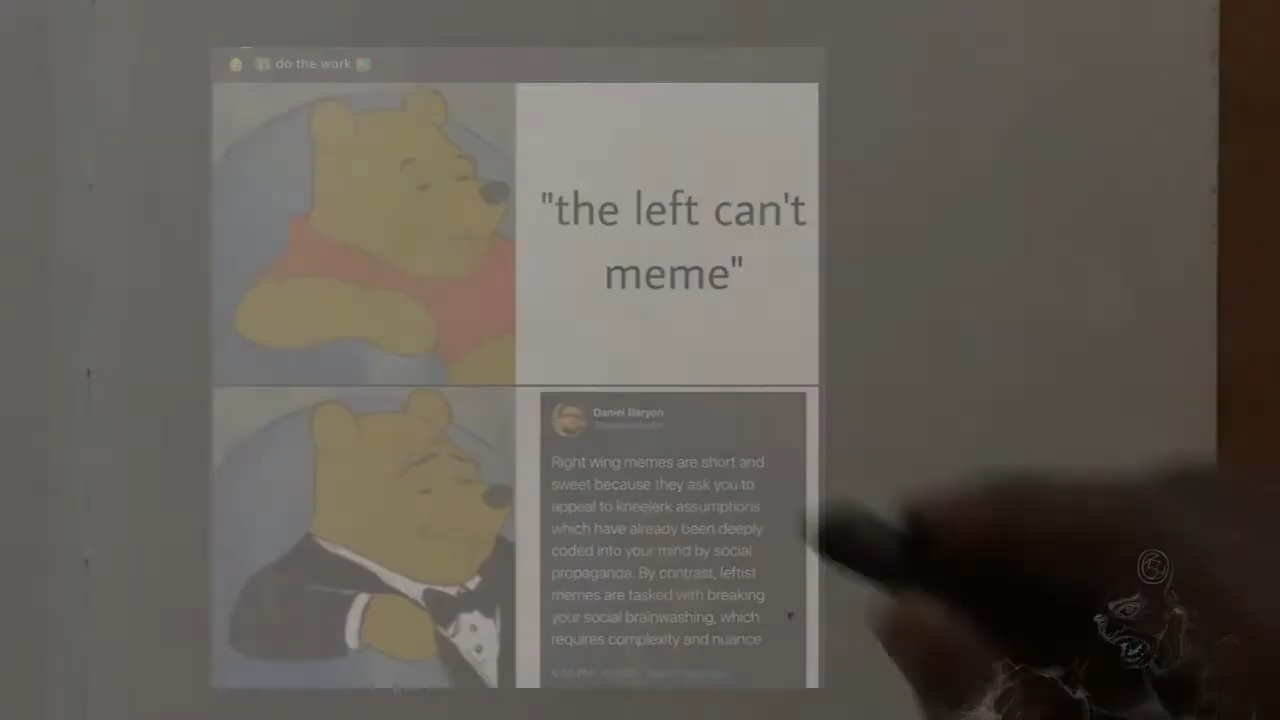 do the work
"the left can't
meme"
Daniel Baryon
Right wing memes are short and
sweet because they ask you to
appeal to kneejerk assumptions
which have already been deeply
coded into your mind by social
propaganda. By contrast, leftist
memes are tasked with breaking
your social brainwashing, which
requires complexity and nuance